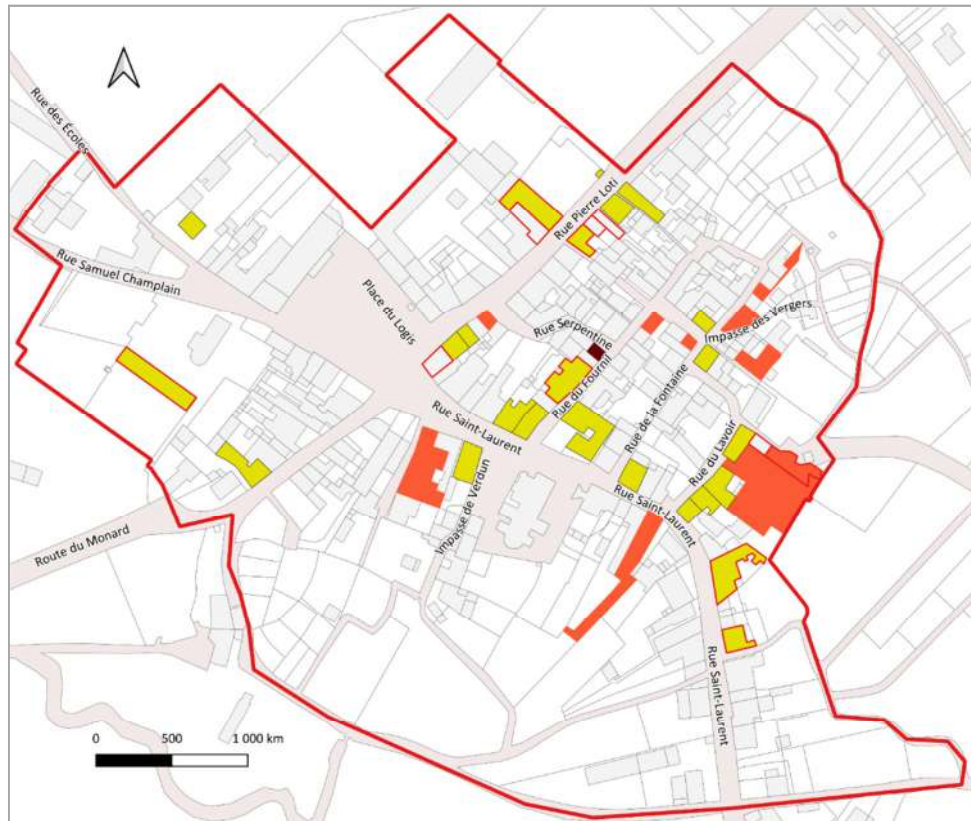 Rue des Écoles
Rue Pierre Loti
Rue Samuel Champlain
Place du Logis
Rue Serpentine
Impasse des Vergers
Rue du Fournil
Rue de la Fontaine
Rue Saint-Laurent
Rue du Lavoir
Rue Saint-Laurent
Impasse de Verdun
Route du Monard
Rue Saint-Laurent
0 500 1 000 km